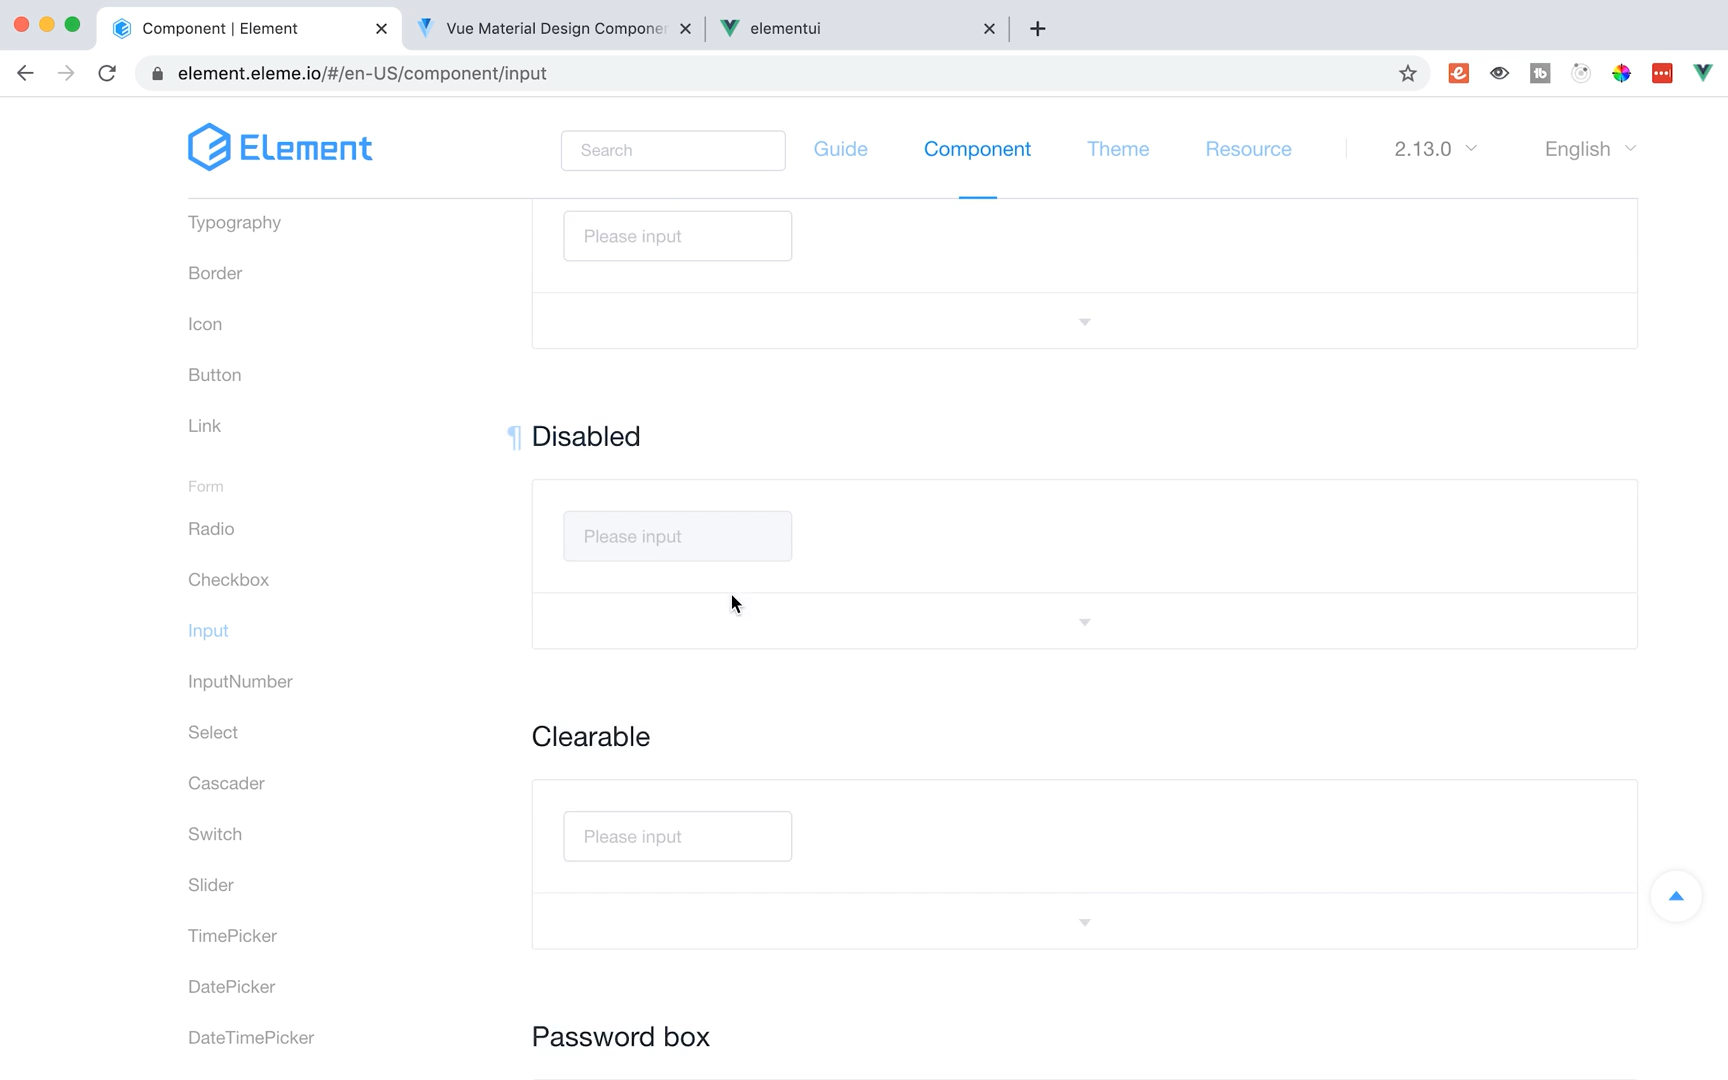 Component | Element
Vue Material Design Componen
elementui
element.eleme.io/#/en-US/component/input
Element
Search
Guide
Component
Theme
Resource
2.13.0
English
Typography
Border
Icon
Button
Link
Form
Radio
Checkbox
Input
InputNumber
Select
Cascader
Switch
Slider
TimePicker
DatePicker
DateTimePicker
Please input
¶ Disabled
Please input
Clearable
Please input
Password box